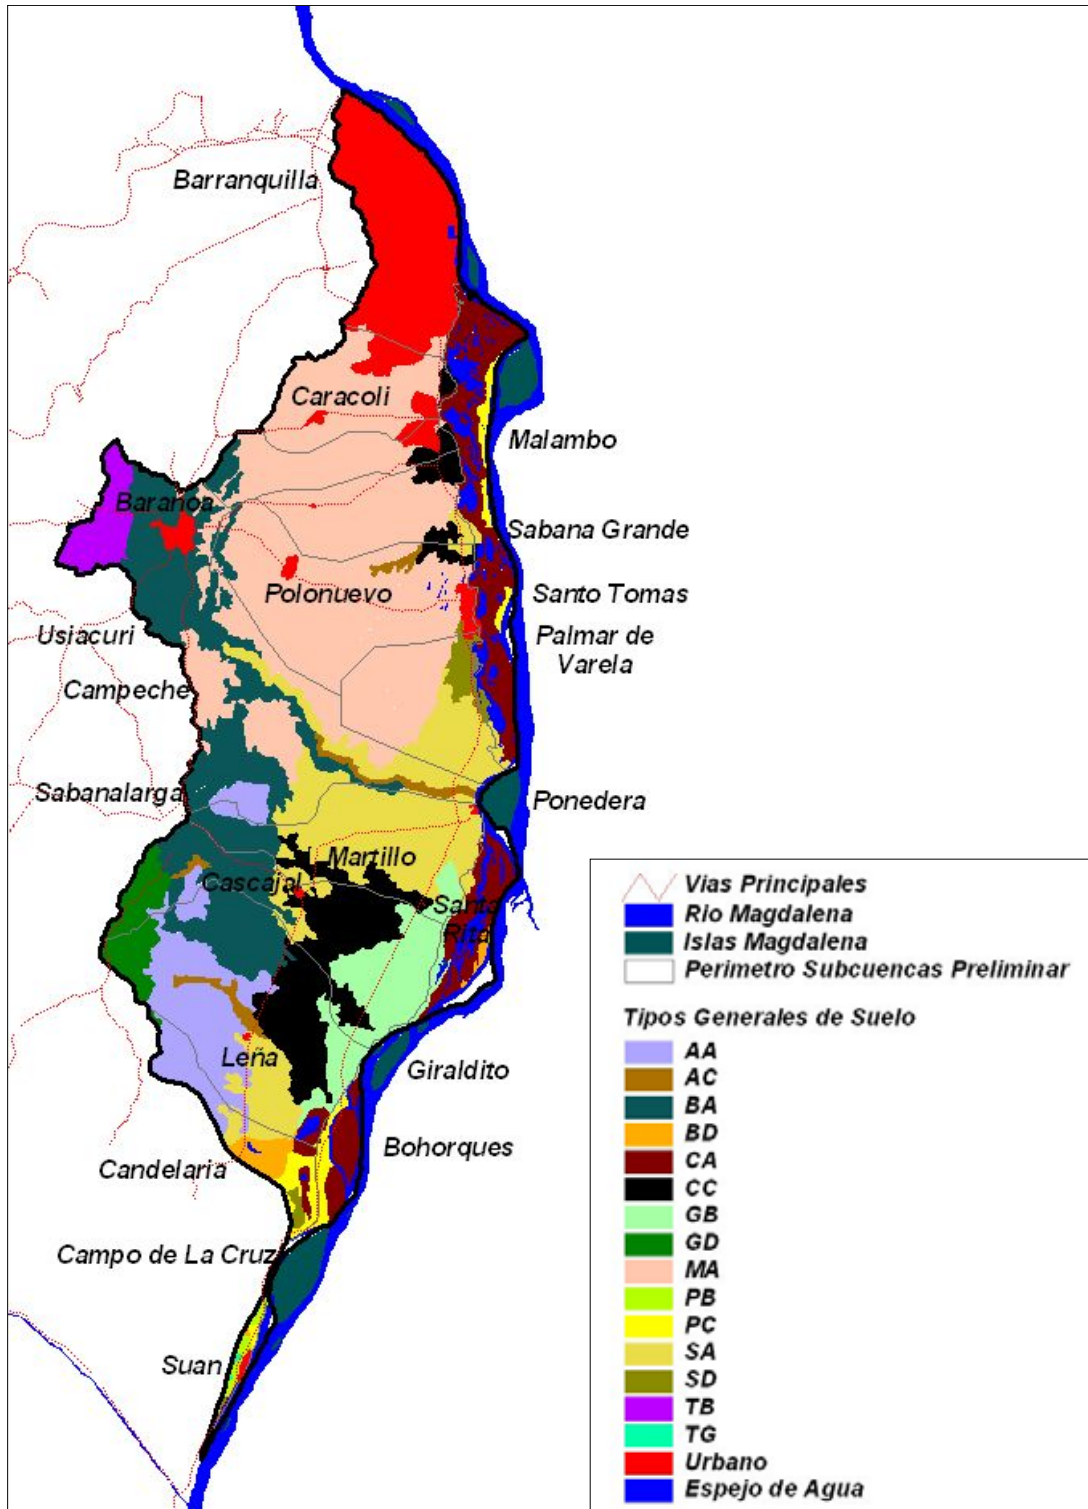 Barranquilla
Caracoli
Malambo
Baranoa
Sabana Grande
Polonuevo
Santo Tomas
Usiacuri
Palmar de
Varela
Campeche
Sabanalarga
Ponedera
Martillo
Cascajal
Santa
Rita
Leña
Giraldito
Bohorques
Candelaria
Campo de La Cruz
Suan
Vias Principales
Rio Magdalena
Islas Magdalena
Perimetro Subcuencas Preliminar
Tipos Generales de Suelo
AA
AC
BA
BD
CA
CC
GB
GD
MA
PB
PC
SA
SD
TB
TG
Urbano
Espejo de Agua